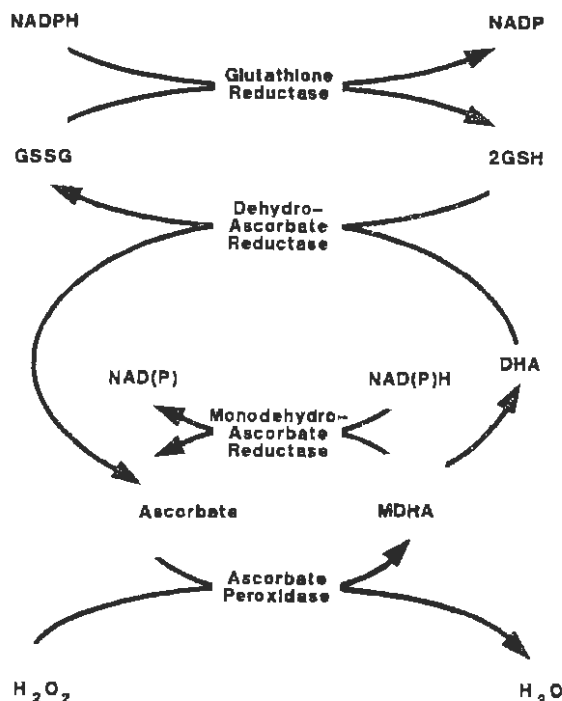 NADPH
NADP
Glutathione
Reductase
GSSG
2GSH
Dehydro-
Ascorbate
Reductase
DHA
NAD(P)
NAD(P)H
Monodehydro-
Ascorbate
Reductase
Ascorbate
MDHA
Ascorbate
Peroxidase
H₂O₂
H₂O